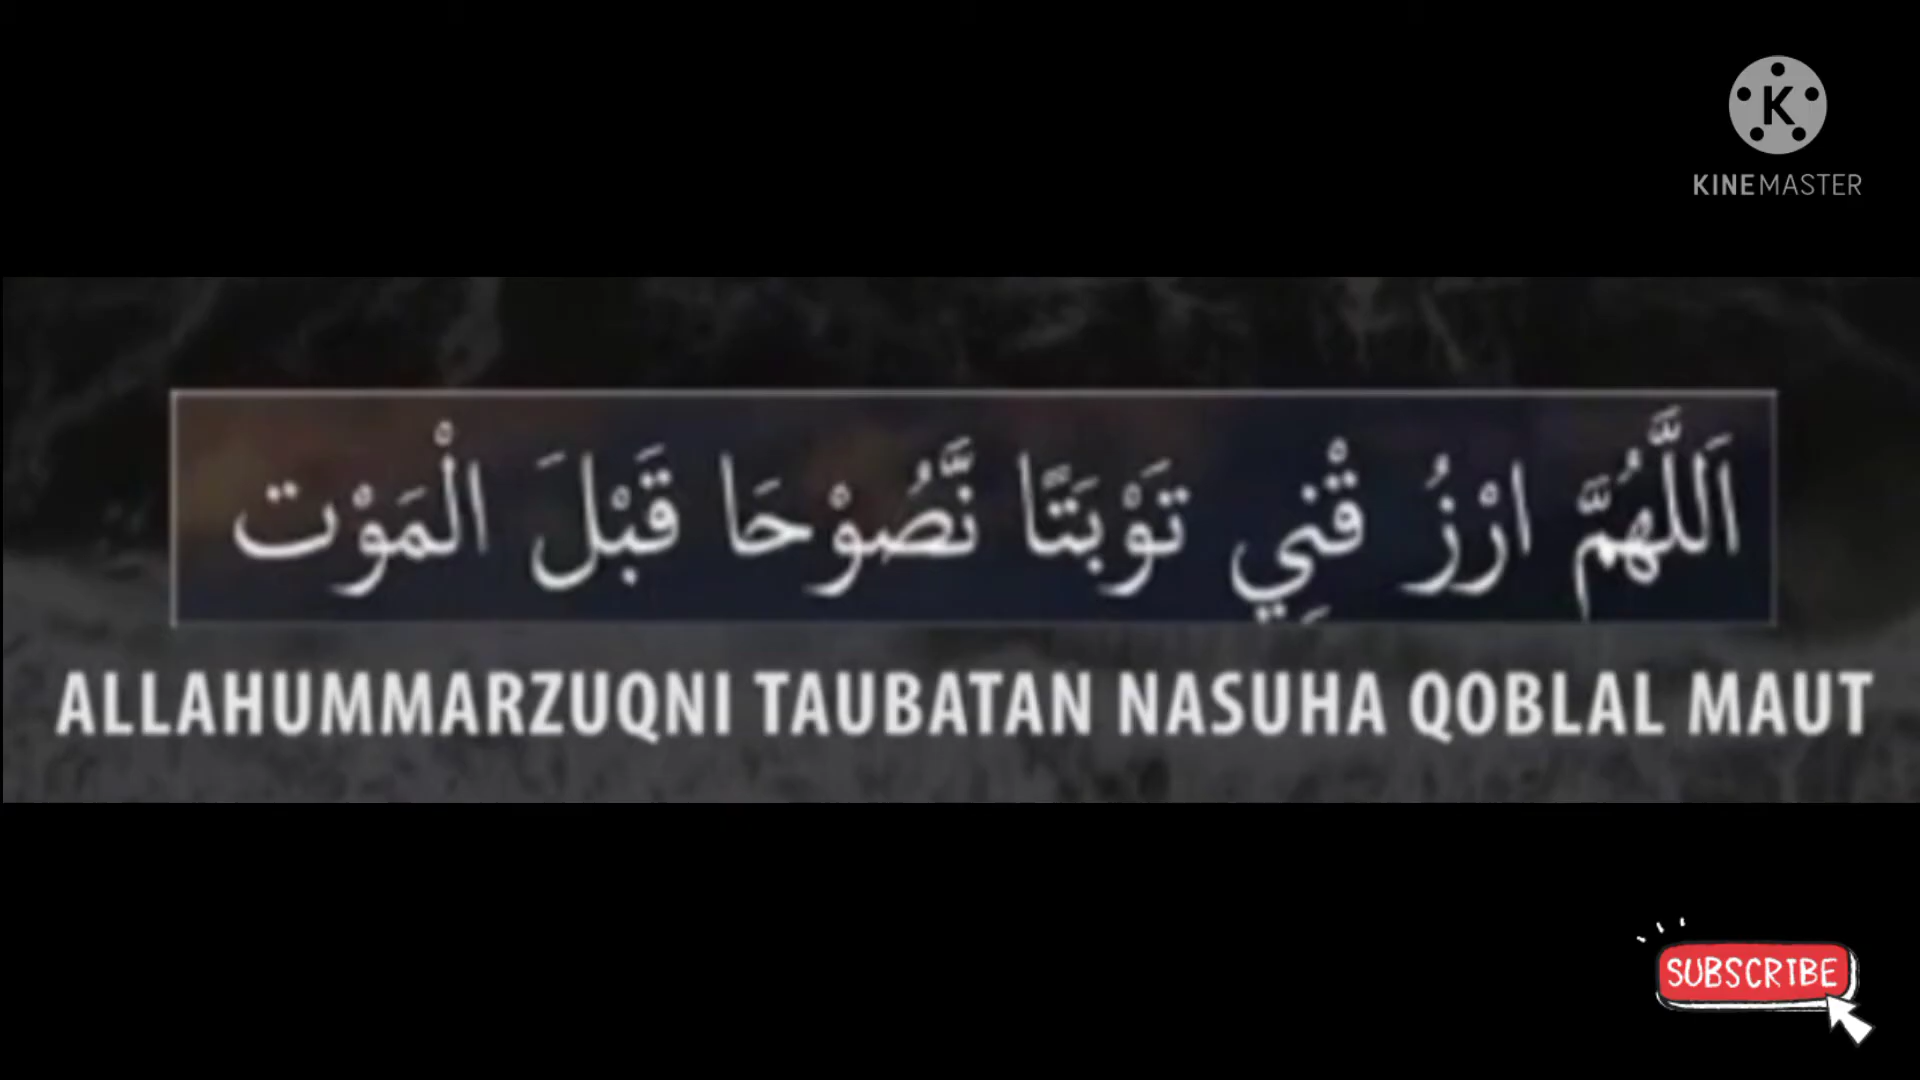 KINEMASTER
اَللَّهُمَّ ارْزُ قْنِي تَوْبَتًا نَّصُوْحَا قَبْلَ الْمَوْت
ALLAHUMMARZUQNI TAUBATAN NASUHA QOBLAL MAUT
SUBSCRIBE